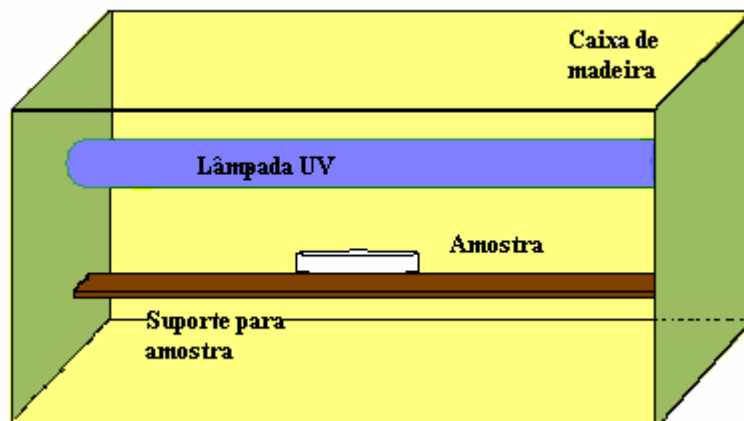 Caixa de
madeira
Lâmpada UV
Amostra
Suporte para
amostra